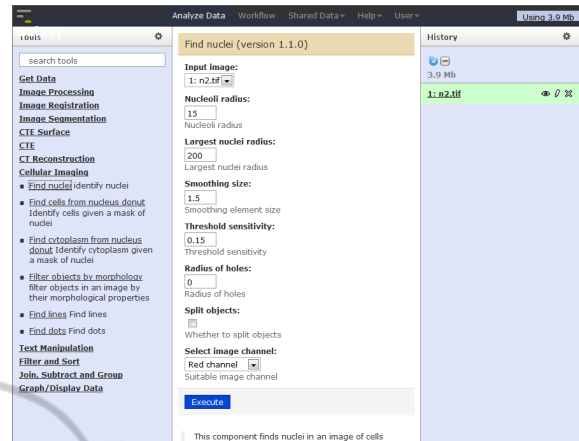 Analyze Data Workflow Shared Data Help User
Using 3.9 Mb
Tools
search tools
Get Data
Image Processing
Image Registration
Image Segmentation
CTE Surface
CTE
CT Reconstruction
Cellular Imaging
Find nuclei identify nuclei
Find cells from nucleus donut
Identify cells given a mask of
nuclei
Find cytoplasm from nucleus
donut Identify cytoplasm given
a mask of nuclei
Filter objects by morphology
filter objects in an image by
their morphological properties
Find lines Find lines
Find dots Find dots
Text Manipulation
Filter and Sort
Join, Subtract and Group
Graph/Display Data
Find nuclei (version 1.1.0)
Input image:
1: n2.tif
Nucleoli radius:
15
Nucleoli radius
Largest nuclei radius:
200
Largest nuclei radius
Smoothing size:
1.5
Smoothing element size
Threshold sensitivity:
0.15
Threshold sensitivity
Radius of holes:
0
Radius of holes
Split objects:
Whether to split objects
Select image channel:
Red channel
Suitable image channel
Execute
This component finds nuclei in an image of cells
History
3.9 Mb
1: n2.tif